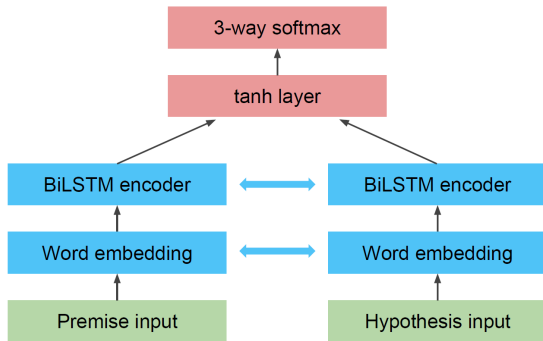 3-way softmax
tanh layer
BiLSTM encoder
BiLSTM encoder
Word embedding
Word embedding
Premise input
Hypothesis input